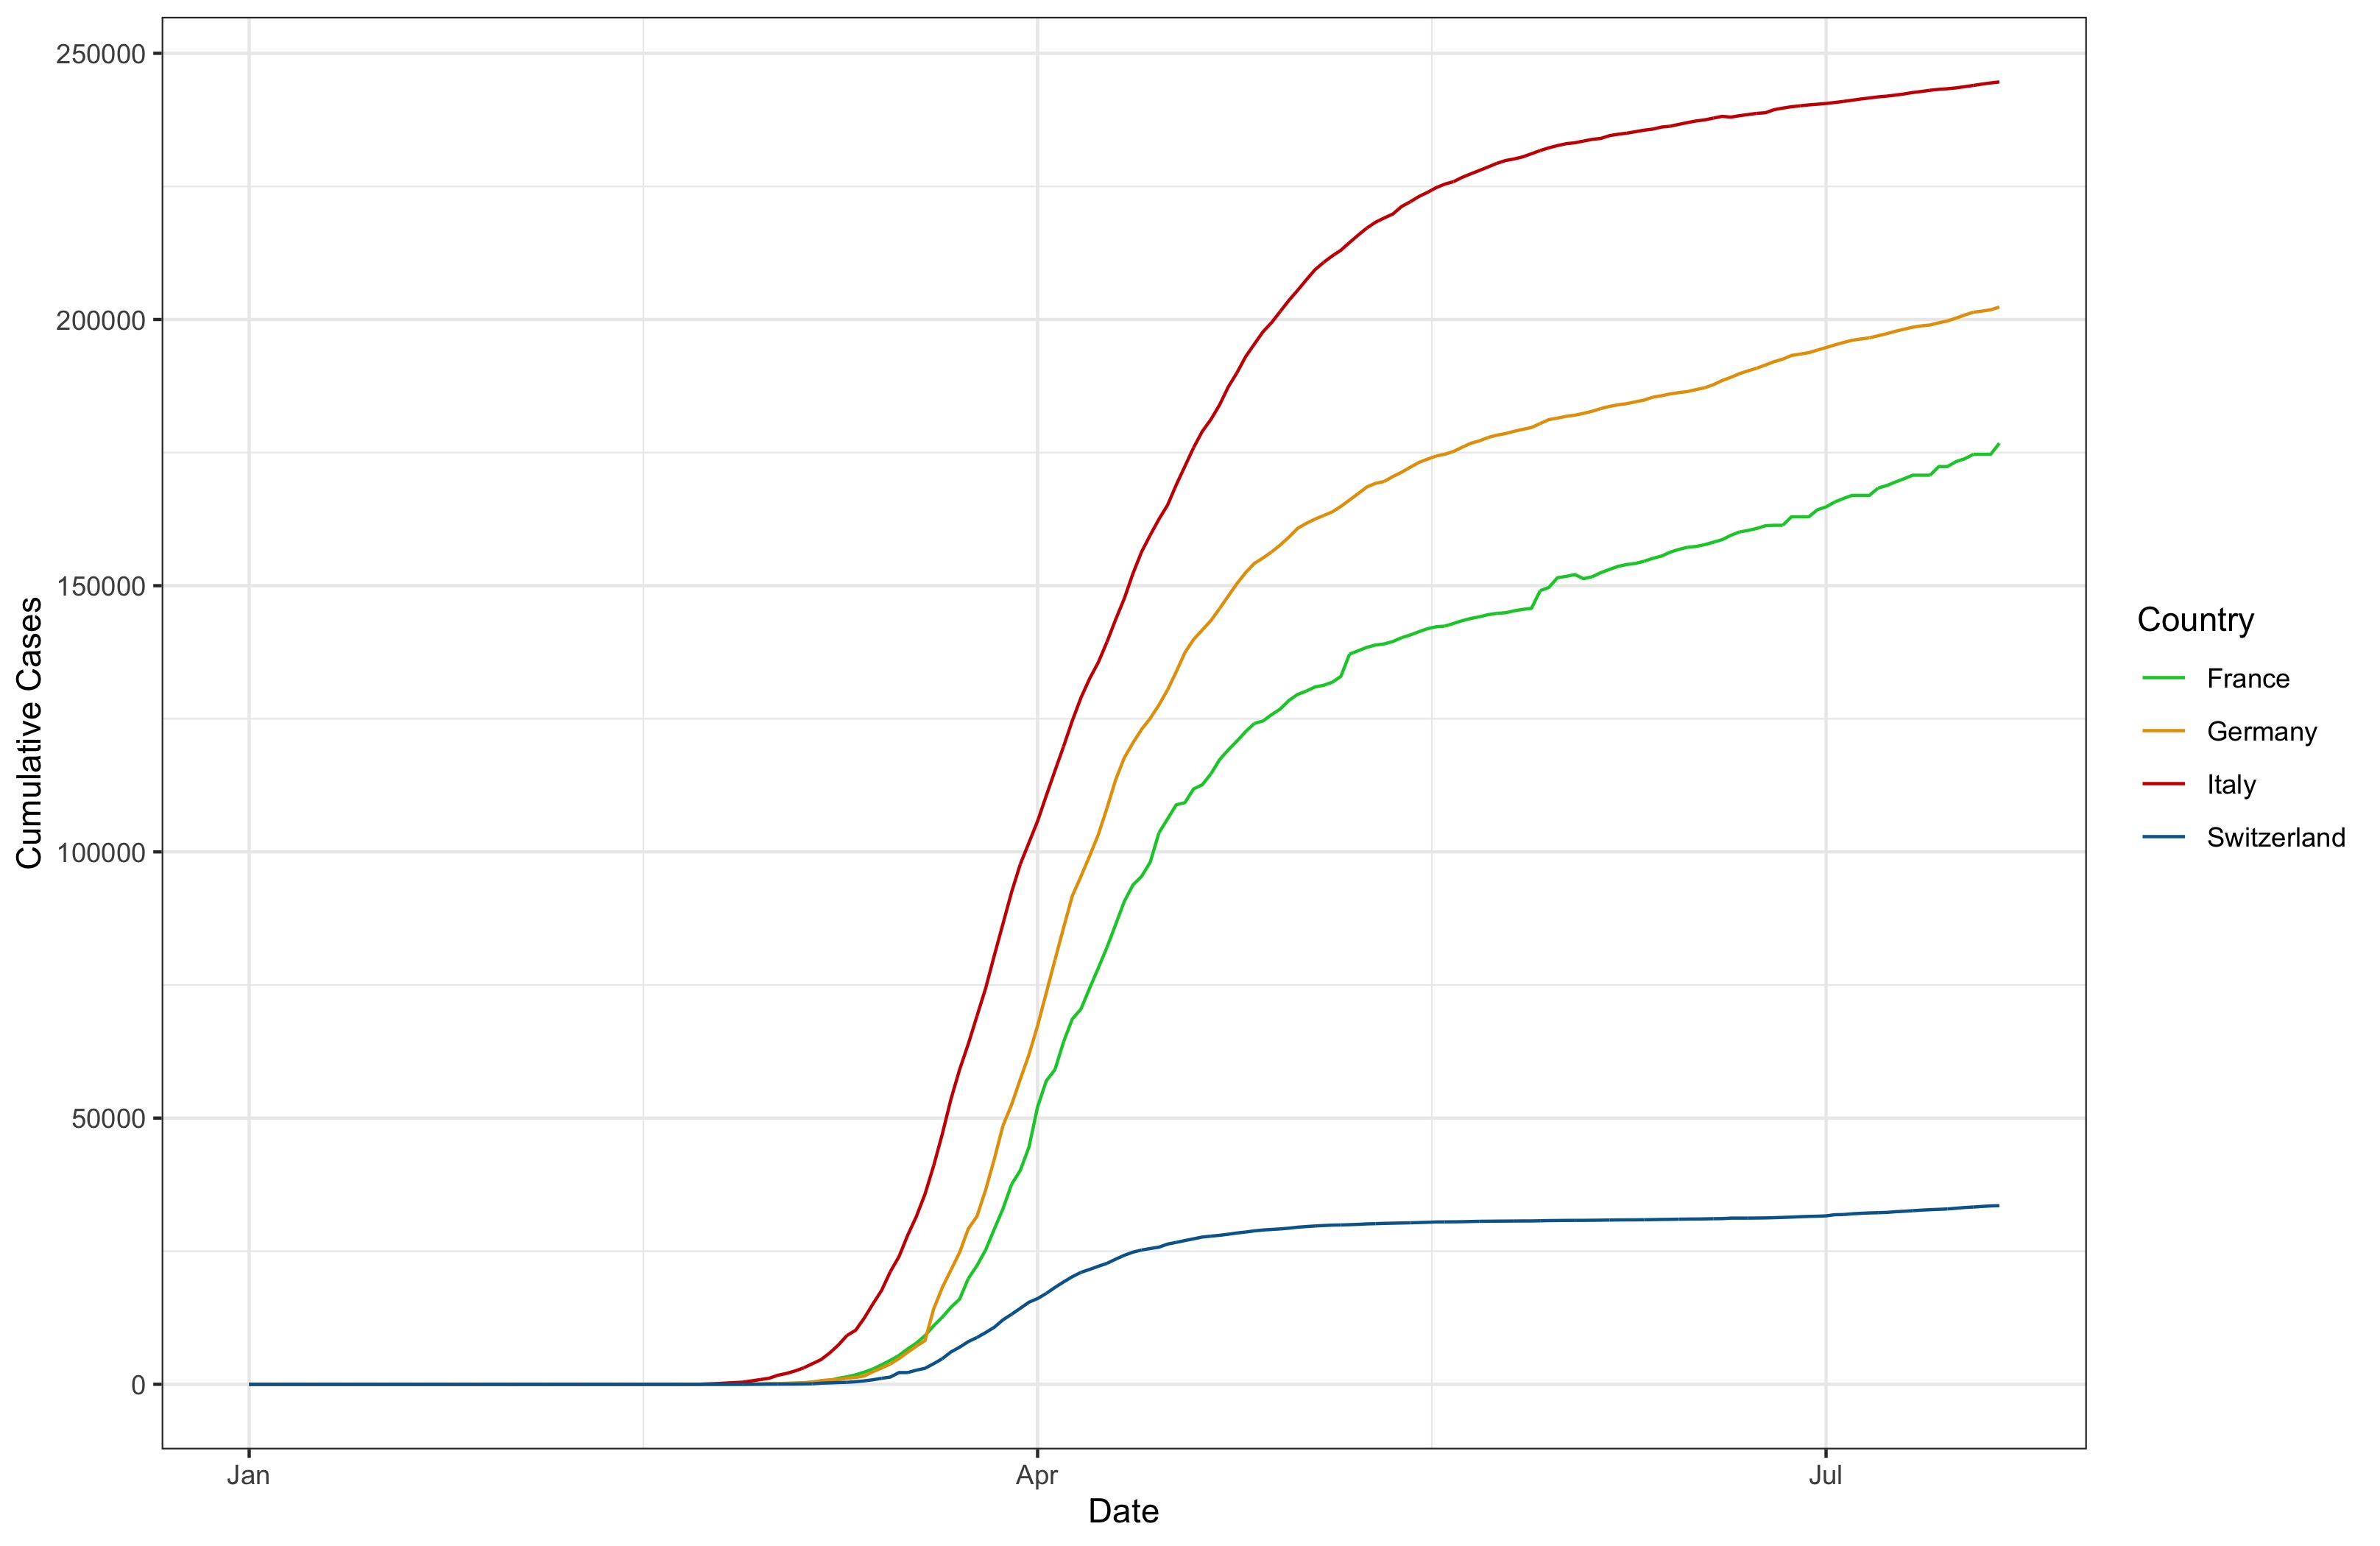 250000
200000
150000
100000
50000
0
Cumulative Cases
Jan
Apr
Jul
Date
Country
France
Germany
Italy
Switzerland